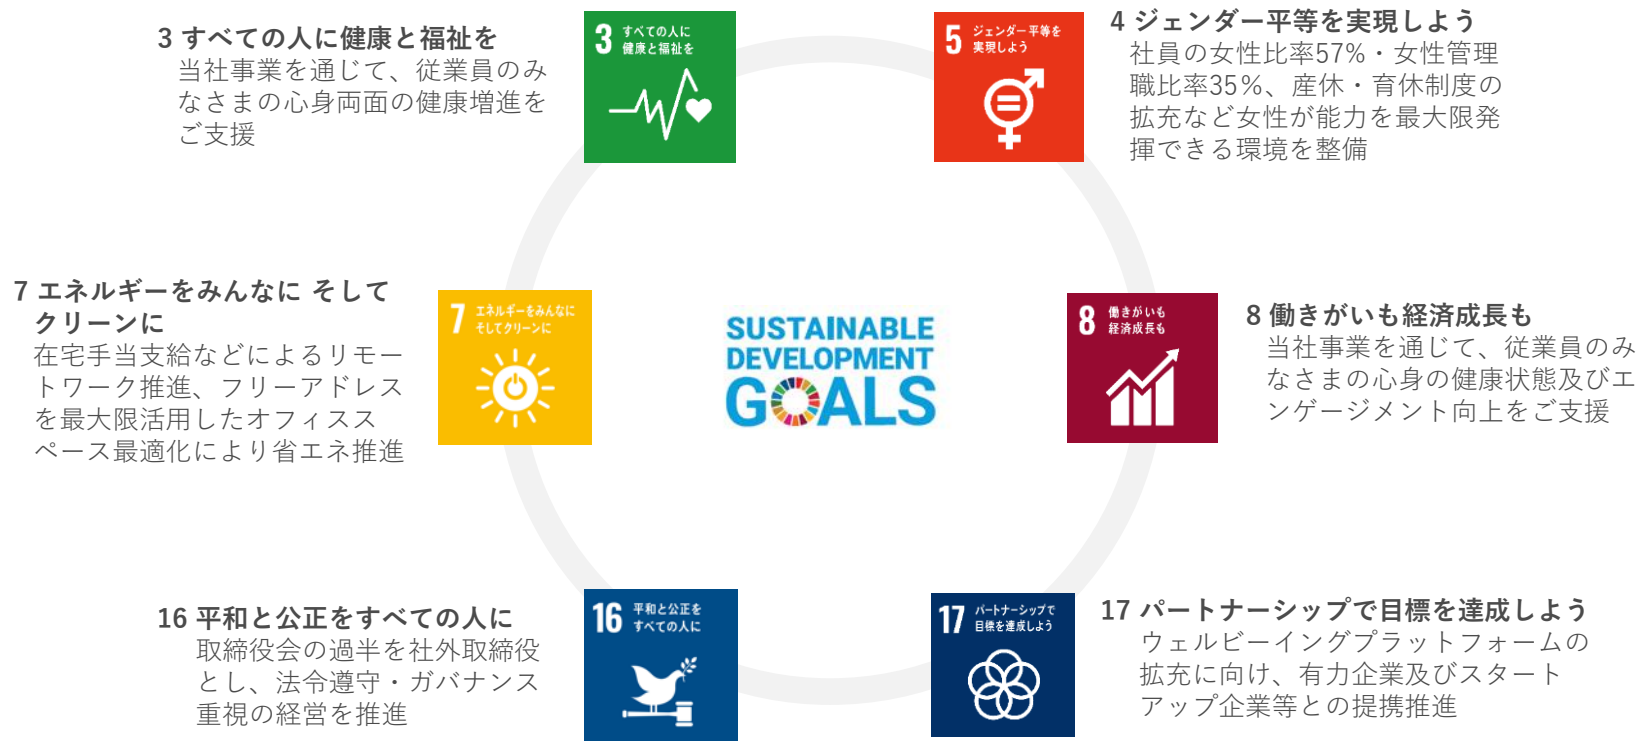 3 すべての人に健康と福祉を
当社事業を通じて、従業員のみ
なさまの心身両面の健康増進を
ご支援
3 すべての人に
健康と福祉を
5 ジェンダー平等を
実現しよう
4 ジェンダー平等を実現しよう
社員の女性比率57%・女性管理
職比率35%、産休・育休制度の
拡充など女性が能力を最大限発
揮できる環境を整備
7 エネルギーをみんなに そして
クリーンに
在宅手当支給などによるリモー
トワーク推進、フリーアドレス
を最大限活用したオフィスス
ペース最適化により省エネ推進
7 エネルギーをみんなに
そしてクリーンに
SUSTAINABLE
DEVELOPMENT
GOALS
8 働きがいも
経済成長も
8 働きがいも経済成長も
当社事業を通じて、従業員のみ
なさまの心身の健康状態及びエ
ンゲージメント向上をご支援
16 平和と公正をすべての人に
取締役会の過半を社外取締役
とし、法令遵守・ガバナンス
重視の経営を推進
16 平和と公正を
すべての人に
17 パートナーシップで
目標を達成しよう
17 パートナーシップで目標を達成しよう
ウェルビーイングプラットフォームの
拡充に向け、有力企業及びスタート
アップ企業等との提携推進